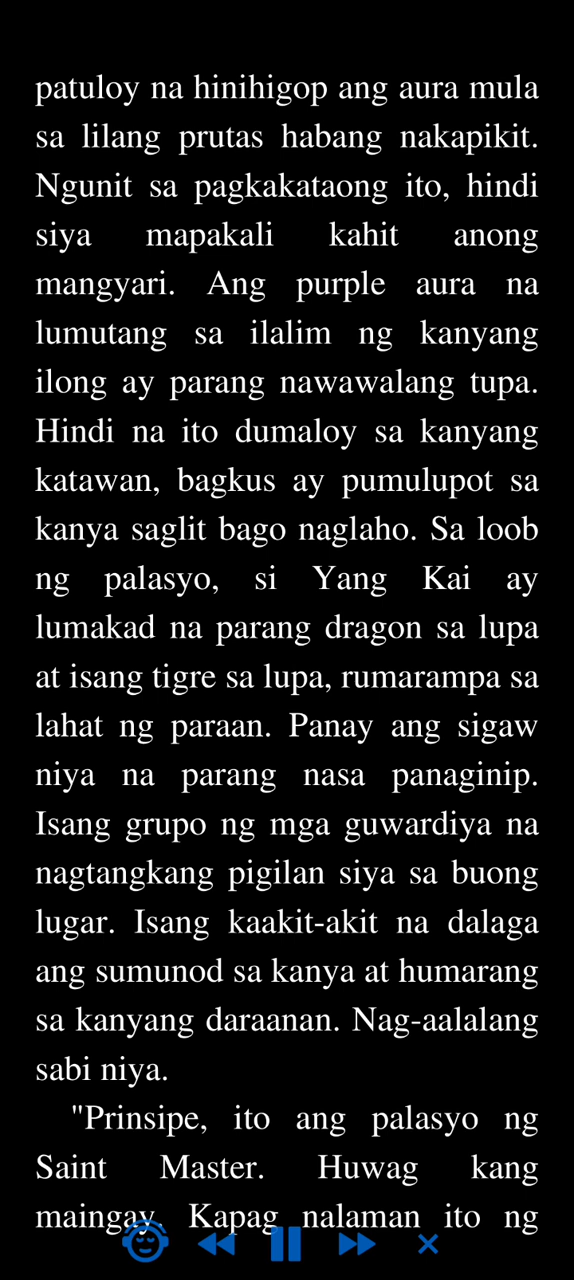 patuloy na hinihigop ang aura mula
sa lilang prutas habang nakapikit.
Ngunit sa pagkakataong ito, hindi
siya mapakali kahit anong
mangyari. Ang purple aura na
lumutang sa ilalim ng kanyang
ilong ay parang nawawalang tupa.
Hindi na ito dumaloy sa kanyang
katawan, bagkus ay pumulupot sa
kanya saglit bago naglaho. Sa loob
ng palasyo, si Yang Kai ay
lumakad na parang dragon sa lupa
at isang tigre sa lupa, rumarampa sa
lahat ng paraan. Panay ang sigaw
niya na parang nasa panaginip.
Isang grupo ng mga guwardiya na
nagtangkang pigilan siya sa buong
lugar. Isang kaakit-akit na dalaga
ang sumunod sa kanya at humarang
sa kanyang daraanan. Nag-aalalang
sabi niya.
"Prinsipe, ito ang palasyo ng
Saint Master. Huwag kang
maingay. Kapag nalaman ito ng